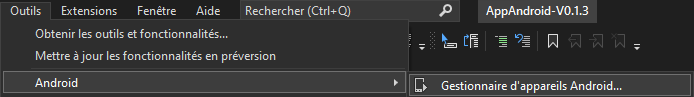 Outils Extensions Fenêtre Aide Rechercher (Ctrl+Q) AppAndroid-V0.1.3
Obtenir les outils et fonctionnalités...
Mettre à jour les fonctionnalités en préversion
Android Gestionnaire d'appareils Android...